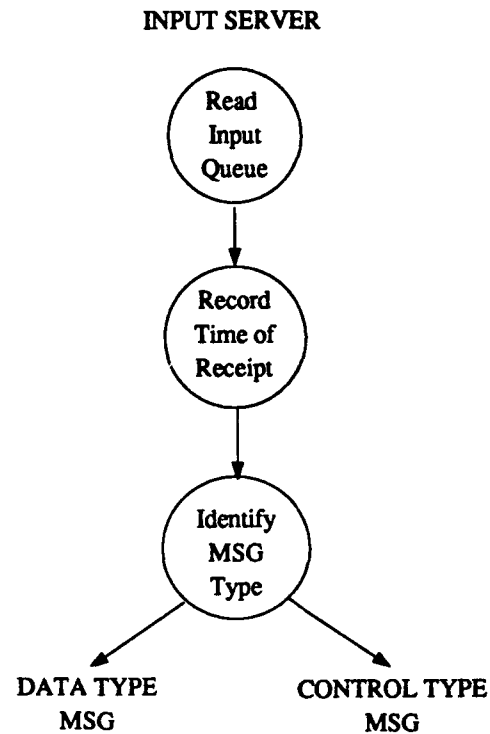 INPUT SERVER
Read
Input
Queue
Record
Time of
Receipt
Identify
MSG
Type
DATA TYPE
MSG
CONTROL TYPE
MSG